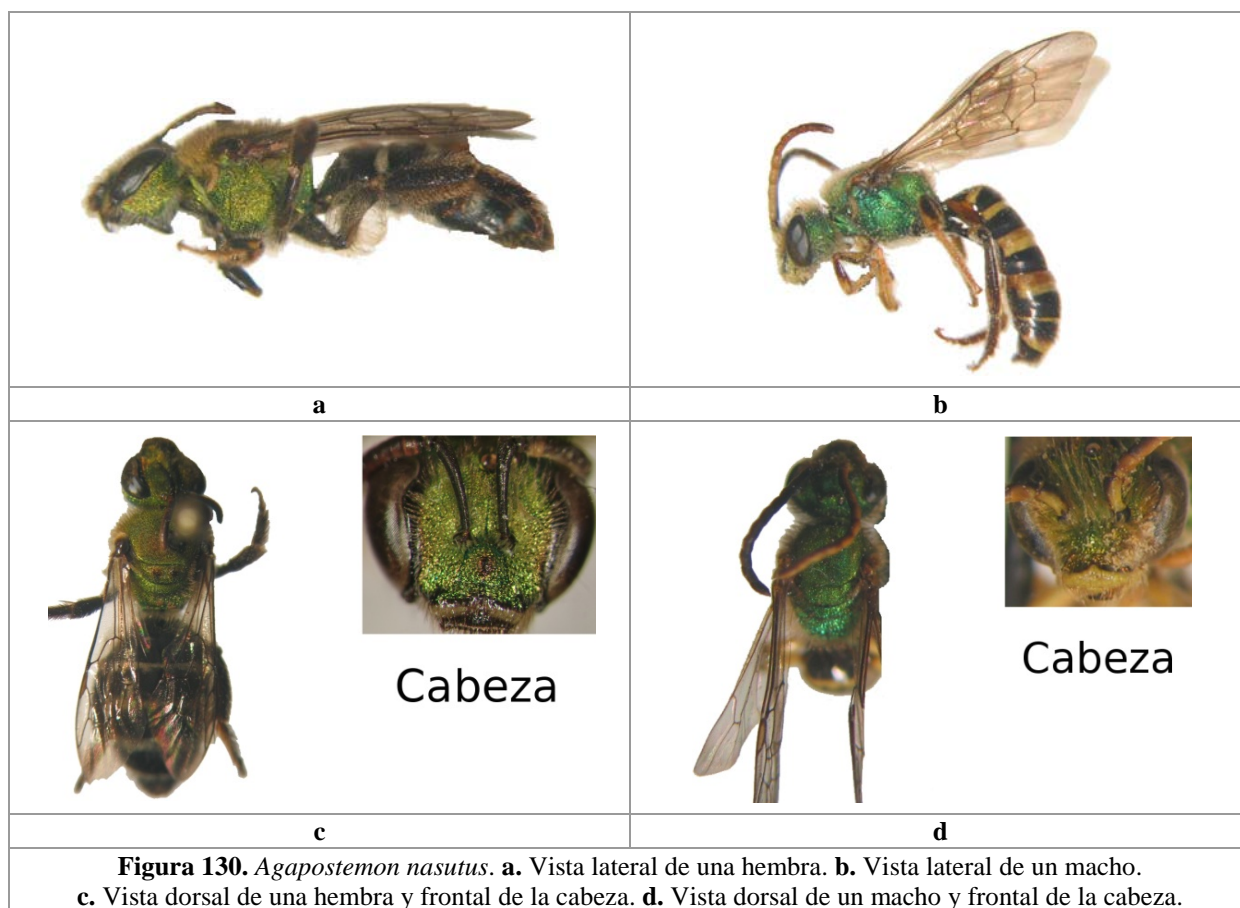 a
b
Cabeza
Cabeza
c
d
Figura 130. Agapostemon nasutus. a. Vista lateral de una hembra. b. Vista lateral de un macho.
c. Vista dorsal de una hembra y frontal de la cabeza. d. Vista dorsal de un macho y frontal de la cabeza.